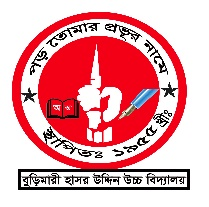 পড় তোমার প্রভূর নামে
অ আ
স্থাপিতঃ ১৯৫৫ খ্রীঃ
বুড়িমারী হাসর উদ্দিন উচ্চ বিদ্যালয়